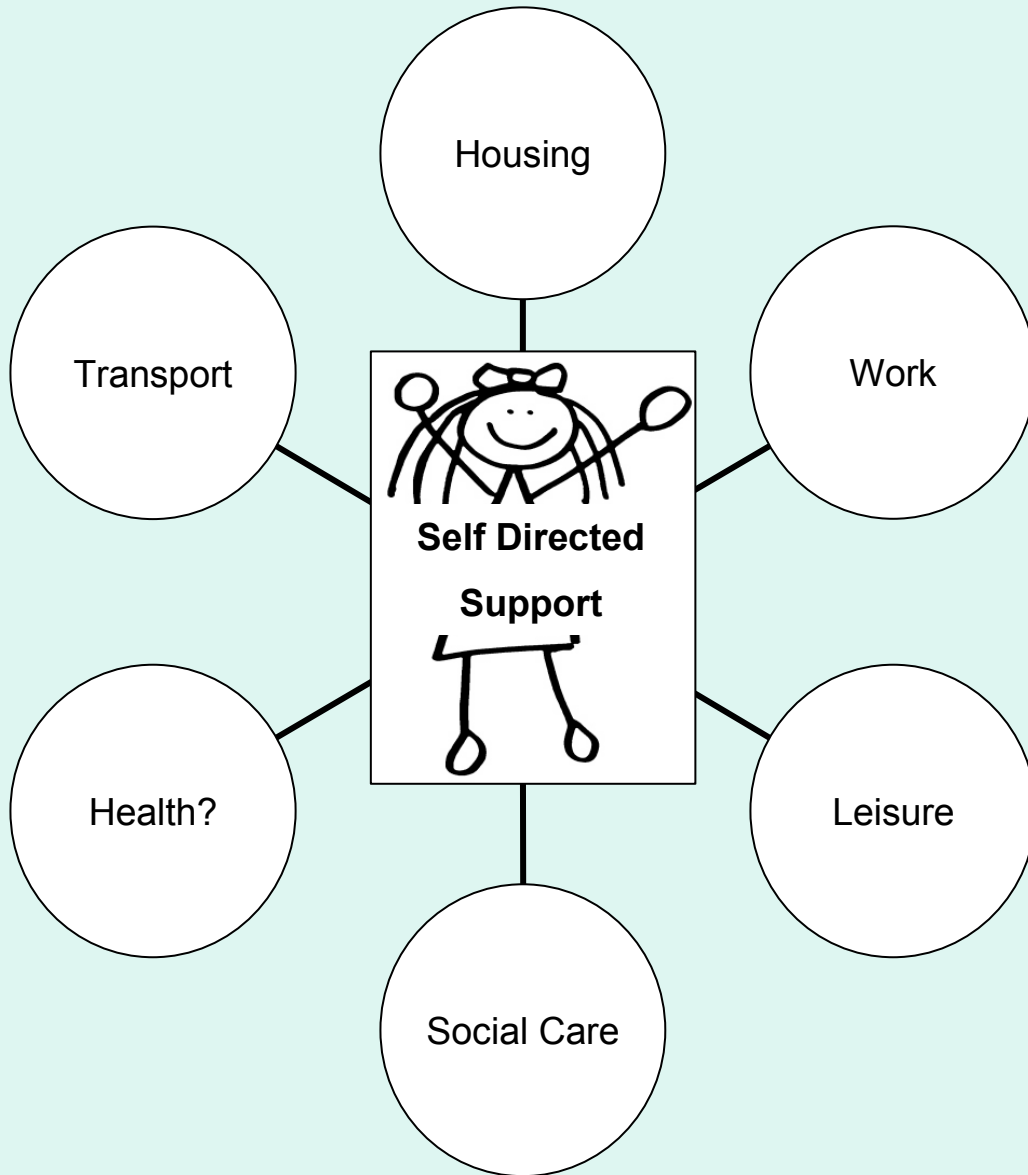 Housing
Transport
Work
Self Directed
Support
Health?
Leisure
Social Care